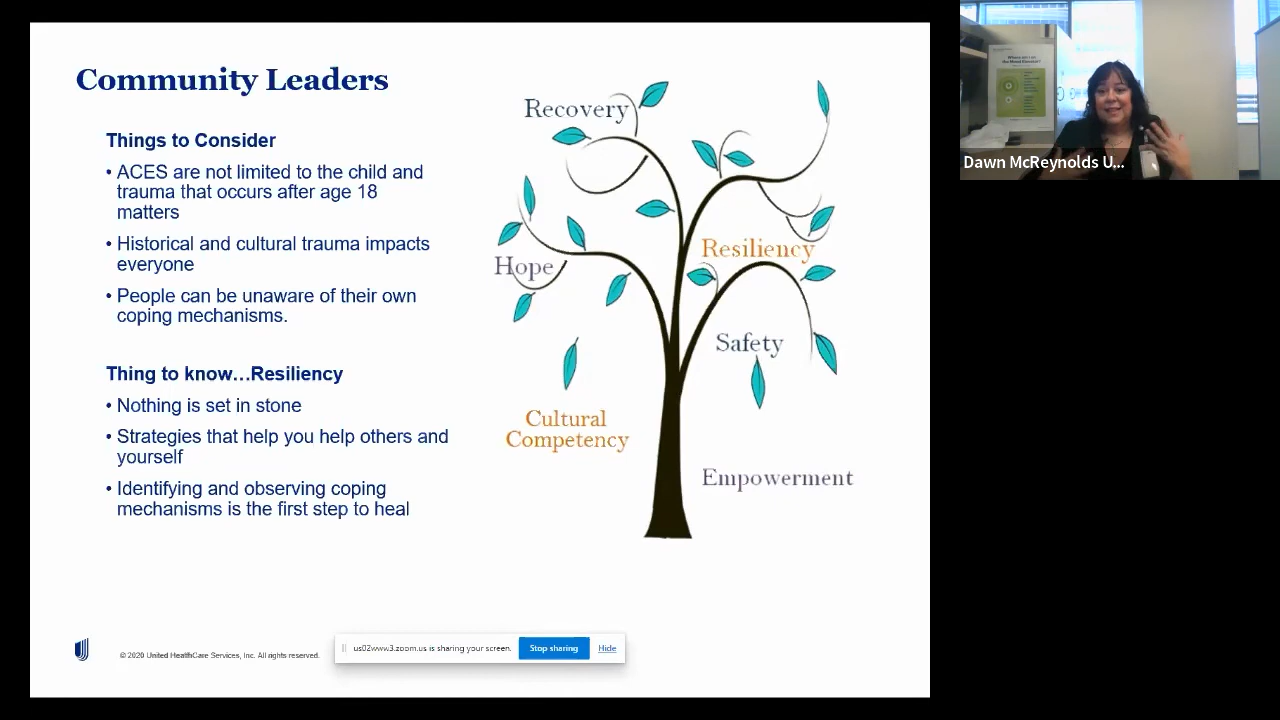 Community Leaders
Things to Consider
• ACES are not limited to the child and
trauma that occurs after age 18
matters
• Historical and cultural trauma impacts
everyone
• People can be unaware of their own
coping mechanisms.
Thing to know…Resiliency
• Nothing is set in stone
• Strategies that help you help others and
yourself
• Identifying and observing coping
mechanisms is the first step to heal
Recovery
Resiliency
Hope
Safety
Cultural
Competency
Empowerment
© 2020 United HealthCare Services, Inc. All rights reserved.
us02www3.zoom.us is sharing your screen.
Stop sharing
Hide
Dawn McReynolds U...